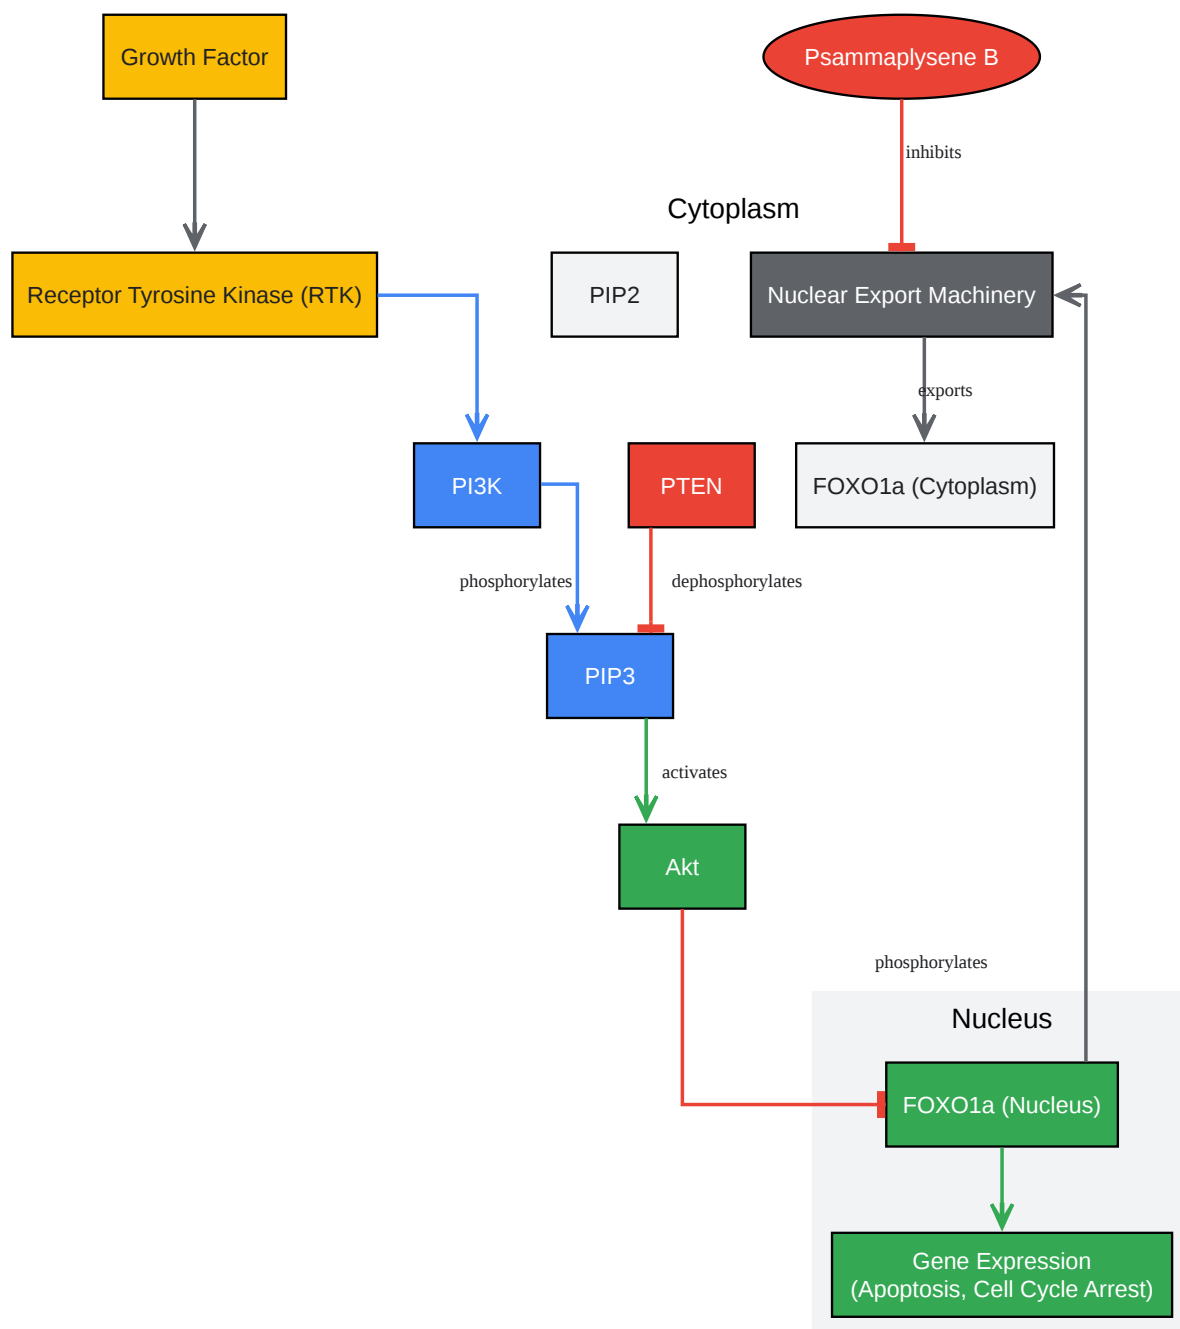 Growth Factor
Psammaplysene B
inhibits
Cytoplasm
Receptor Tyrosine Kinase (RTK)
PIP2
Nuclear Export Machinery
exports
PI3K
PTEN
FOXO1a (Cytoplasm)
phosphorylates
dephosphorylates
PIP3
activates
Akt
phosphorylates
Nucleus
FOXO1a (Nucleus)
Gene Expression
(Apoptosis, Cell Cycle Arrest)